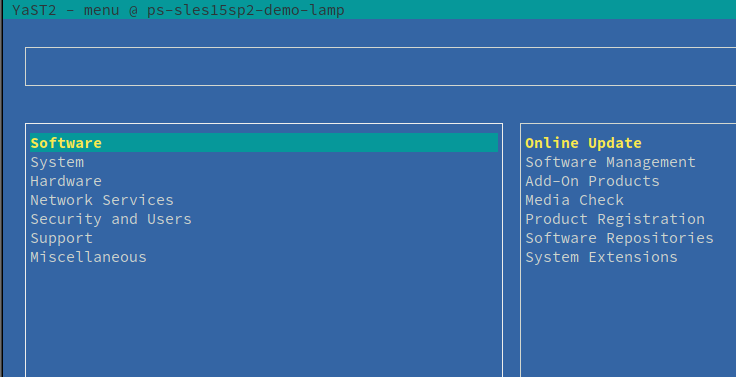 YaST2 - menu @ ps-sles15sp2-demo-lamp
Software
System
Hardware
Network Services
Security and Users
Support
Miscellaneous
Online Update
Software Management
Add-On Products
Media Check
Product Registration
Software Repositories
System Extensions